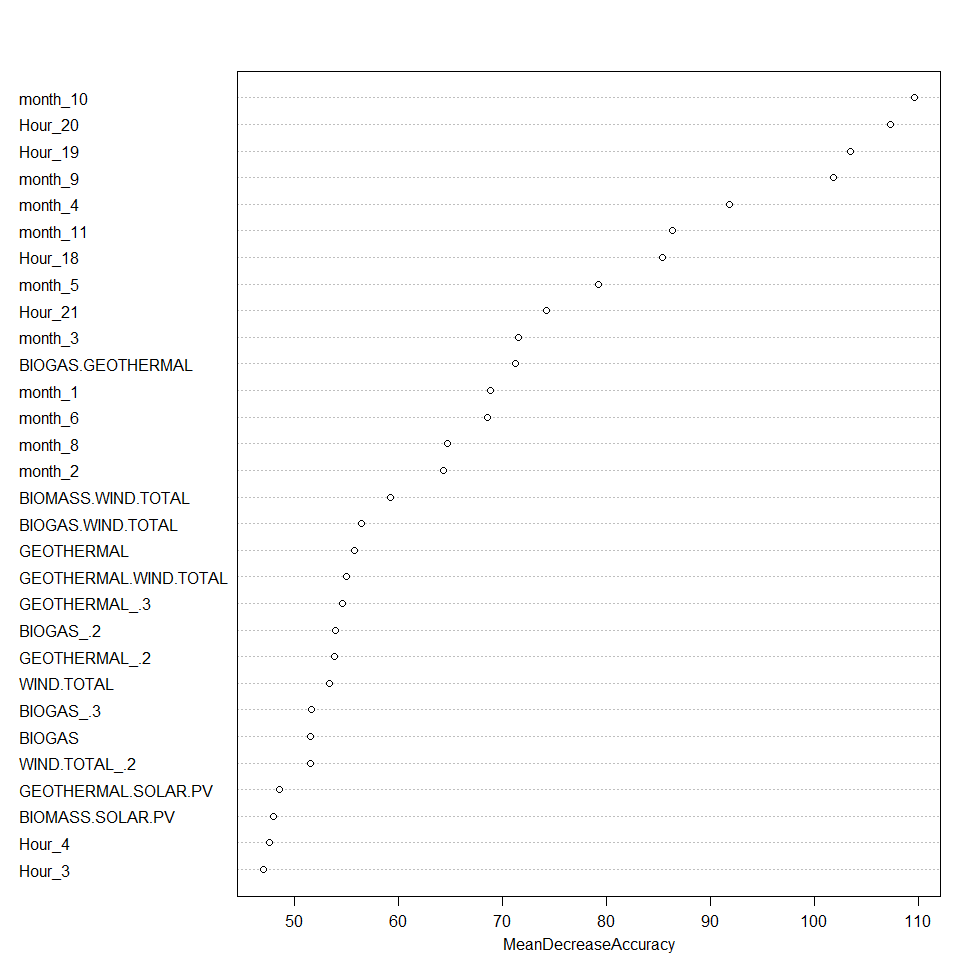 month_10
Hour_20
Hour_19
month_9
month_4
month_11
Hour_18
month_5
Hour_21
month_3
BIOGAS.GEOTHERMAL
month_1
month_6
month_8
month_2
BIOMASS.WIND.TOTAL
BIOGAS.WIND.TOTAL
GEOTHERMAL
GEOTHERMAL.WIND.TOTAL
GEOTHERMAL_.3
BIOGAS_.2
GEOTHERMAL_.2
WIND.TOTAL
BIOGAS_.3
BIOGAS
WIND.TOTAL_.2
GEOTHERMAL.SOLAR.PV
BIOMASS.SOLAR.PV
Hour_4
Hour_3
50 60 70 80 90 100 110
MeanDecreaseAccuracy